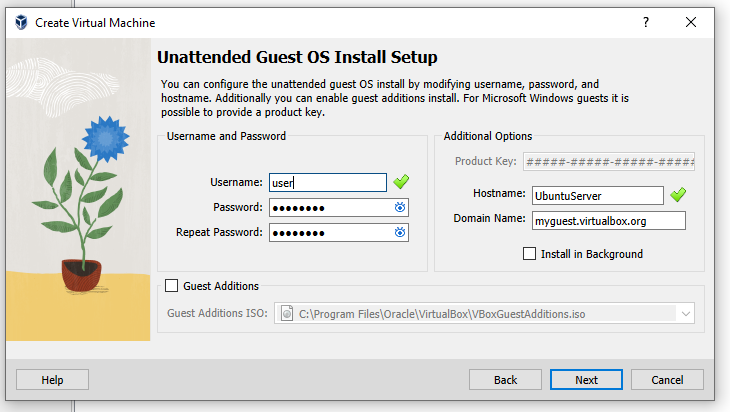 Create Virtual Machine
Unattended Guest OS Install Setup
You can configure the unattended guest OS install by modifying username, password, and
hostname. Additionally you can enable guest additions install. For Microsoft Windows guests it is
possible to provide a product key.
Username and Password
Username: user
Password: ●●●●●●●●
Repeat Password: ●●●●●●●●
Additional Options
Product Key: #####-#####-#####-#####
Hostname: UbuntuServer
Domain Name: myguest.virtualbox.org
Install in Background
Guest Additions
Guest Additions ISO: C:\Program Files\Oracle\VirtualBox\VBoxGuestAdditions.iso
Help
Back
Next
Cancel